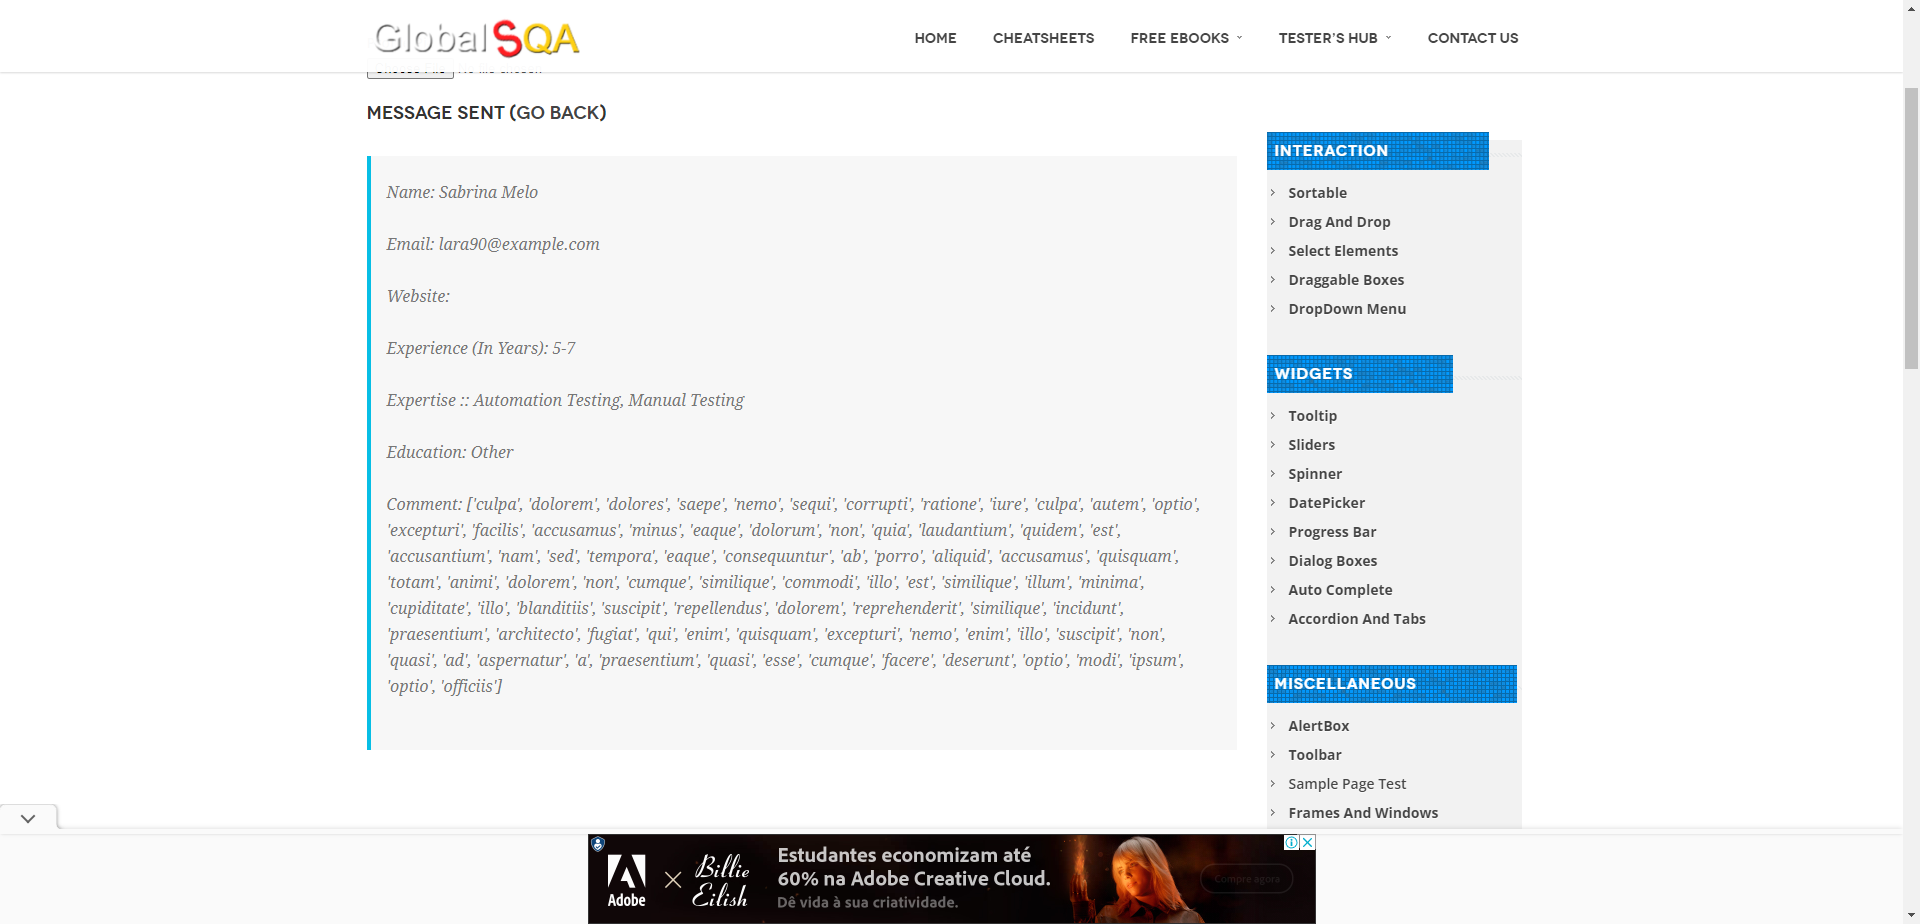 GlobalSQA
HOME
CHEATSHEETS
FREE EBOOKS
TESTER'S HUB
CONTACT US
MESSAGE SENT (GO BACK)
Name: Sabrina Melo
Email: lara90@example.com
Website:
Experience (In Years): 5-7
Expertise :: Automation Testing, Manual Testing
Education: Other
Comment: ['culpa', 'dolorem', 'dolores', 'saepe', 'nemo', 'sequi', 'corrupti', 'ratione', 'iure', 'culpa', 'autem', 'optio',
'excepturi', 'facilis', 'accusamus', 'minus', 'eaque', 'dolorum', 'non', 'quia', 'laudantium', 'quidem', 'est',
'accusantium', 'nam', 'sed', 'tempora', 'eaque', 'consequuntur', 'ab', 'porro', 'aliquid', 'accusamus', 'quisquam',
'totam', 'animi', 'dolorem', 'non', 'cumque', 'similique', 'commodi', 'illo', 'est', 'similique', 'illum', 'minima',
'cupiditate', 'illo', 'blanditiis', 'suscipit', 'repellendus', 'dolorem', 'reprehenderit', 'similique', 'incidunt',
'praesentium', 'architecto', 'fugiat', 'qui', 'enim', 'quisquam', 'excepturi', 'nemo', 'enim', 'illo', 'suscipit', 'non',
'quasi', 'ad', 'aspernatur', 'a', 'praesentium', 'quasi', 'esse', 'cumque', 'facere', 'deserunt', 'optio', 'modi', 'ipsum',
'optio', 'officiis']
INTERACTION
Sortable
Drag And Drop
Select Elements
Draggable Boxes
DropDown Menu
WIDGETS
Tooltip
Sliders
Spinner
DatePicker
Progress Bar
Dialog Boxes
Auto Complete
Accordion And Tabs
MISCELLANEOUS
AlertBox
Toolbar
Sample Page Test
Frames And Windows
Adobe
Billie
Eilish
Estudantes economizam até
60% na Adobe Creative Cloud.
Dê vida à sua criatividade.
Compre agora